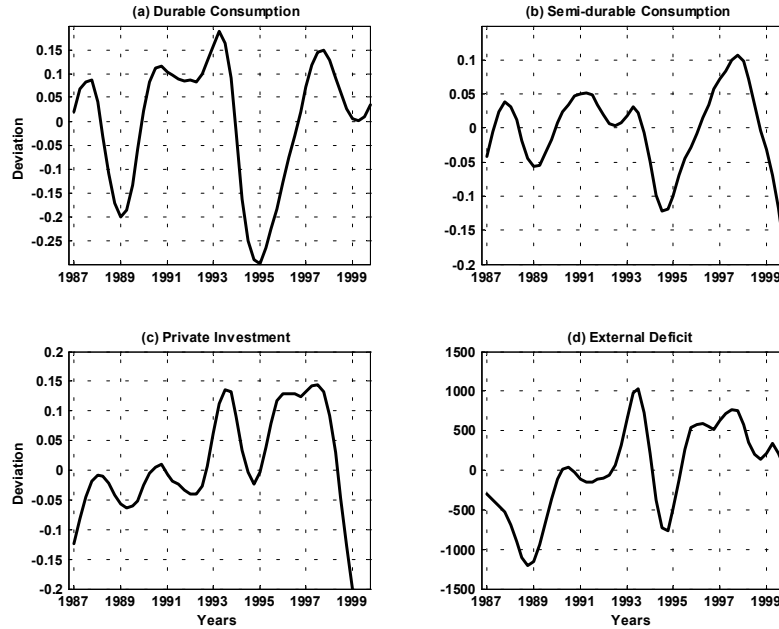 (a) Durable Consumption
(b) Semi-durable Consumption
0.15
0.1
0.05
0
-0.05
-0.1
-0.15
-0.2
-0.25
Deviation
1987 1989 1991 1993 1995 1997 1999
0.1
0.05
0
-0.05
-0.1
-0.15
-0.2
1987 1989 1991 1993 1995 1997 1999
(c) Private Investment
(d) External Deficit
0.2
0.15
0.1
0.05
0
-0.05
-0.1
-0.15
-0.2
Deviation
1987 1989 1991 1993 1995 1997 1999
Years
1500
1000
500
0
-500
-1000
-1500
1987 1989 1991 1993 1995 1997 1999
Years